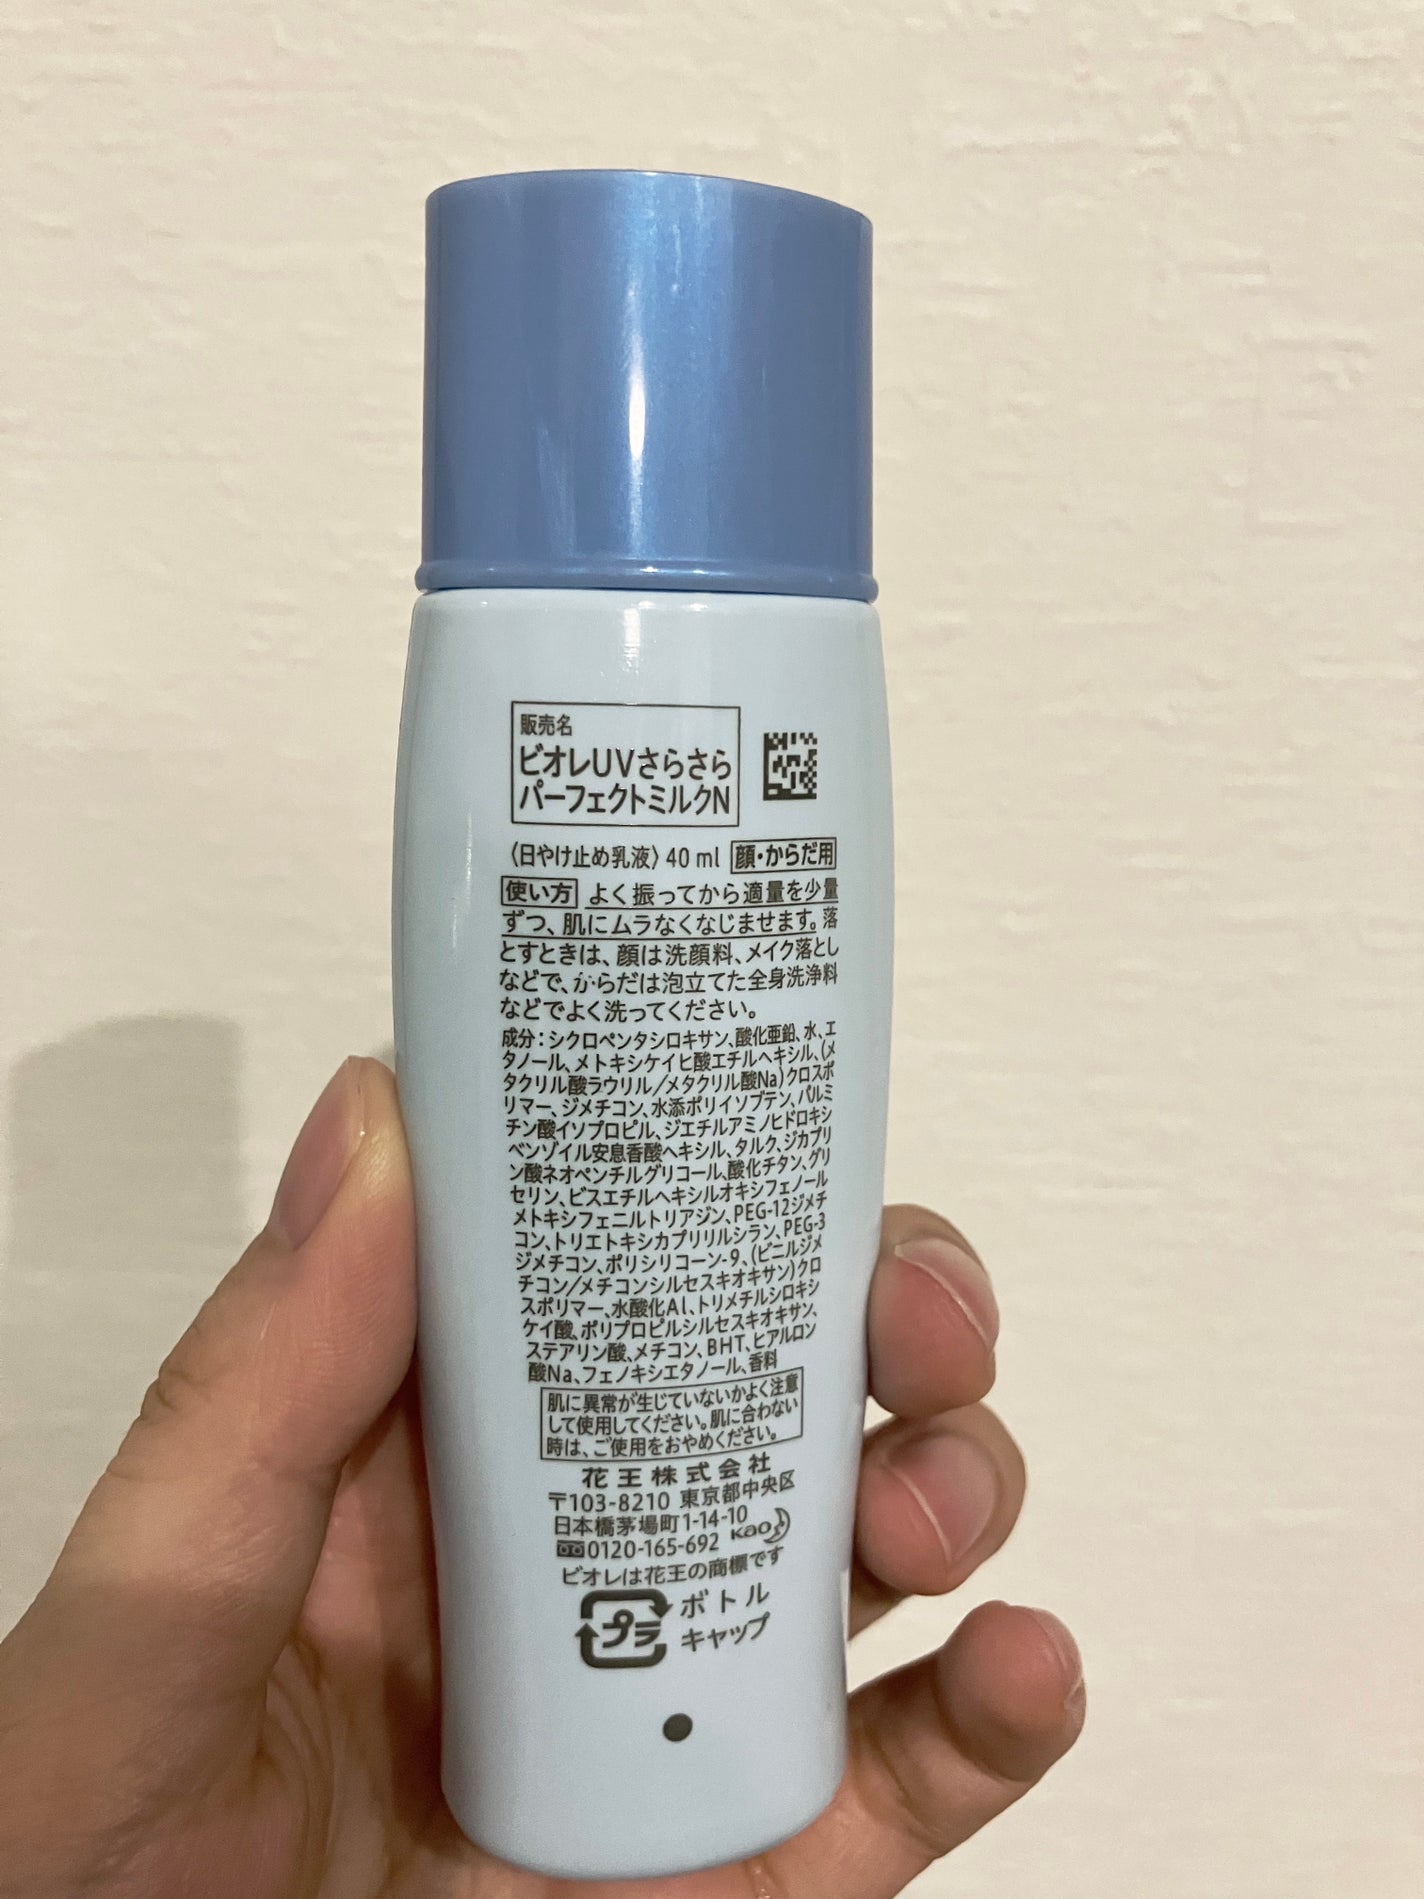 販売名
ビオレUVさらさら
パーフェクトミルクN
〈日やけ止め乳液〉40 ml 顔・からだ用
使い方 よく振ってから適量を少量
ずつ、肌にムラなくなじませます。落
とすときは、顔は洗顔料、メイク落とし
などで、からだは泡立てた全身洗浄料
などでよく洗ってください。
成分：シクロペンタシロキサン、酸化亜鉛、水、エ
タノール、メトキシケイヒ酸エチルヘキシル、(メ
タクリル酸ラウリル/メタクリル酸Na)クロスポ
リマー、ジメチコン、水添ポリイソブテン、パルミ
チン酸イソプロピル、ジエチルアミノヒドロキシ
ベンゾイル安息香酸ヘキシル、タルク、ジカプリ
ン酸ネオペンチルグリコール、酸化チタン、グリ
セリン、ビスエチルヘキシルオキシフェノール
メトキシフェニルトリアジン、PEG-12ジメチ
コン、トリエトキシカプリリルシラン、PEG-3
ジメチコン、ポリシリコーン-9、(ビニルジメ
チコン/メチコンシルセスキオキサン)クロ
スポリマー、水酸化Al、トリメチルシロキシ
ケイ酸、ポリプロピルシルセスキオキサン、
ステアリン酸、メチコン、BHT、ヒアルロン
酸Na、フェノキシエタノール、香料
肌に異常が生じていないかよく注意
して使用してください。肌に合わない
時は、ご使用をおやめください。
花王株式会社
〒103-8210 東京都中央区
日本橋茅場町1-14-10
0120-165-692 Kao
ビオレは花王の商標です
プラ ボトル
キャップ